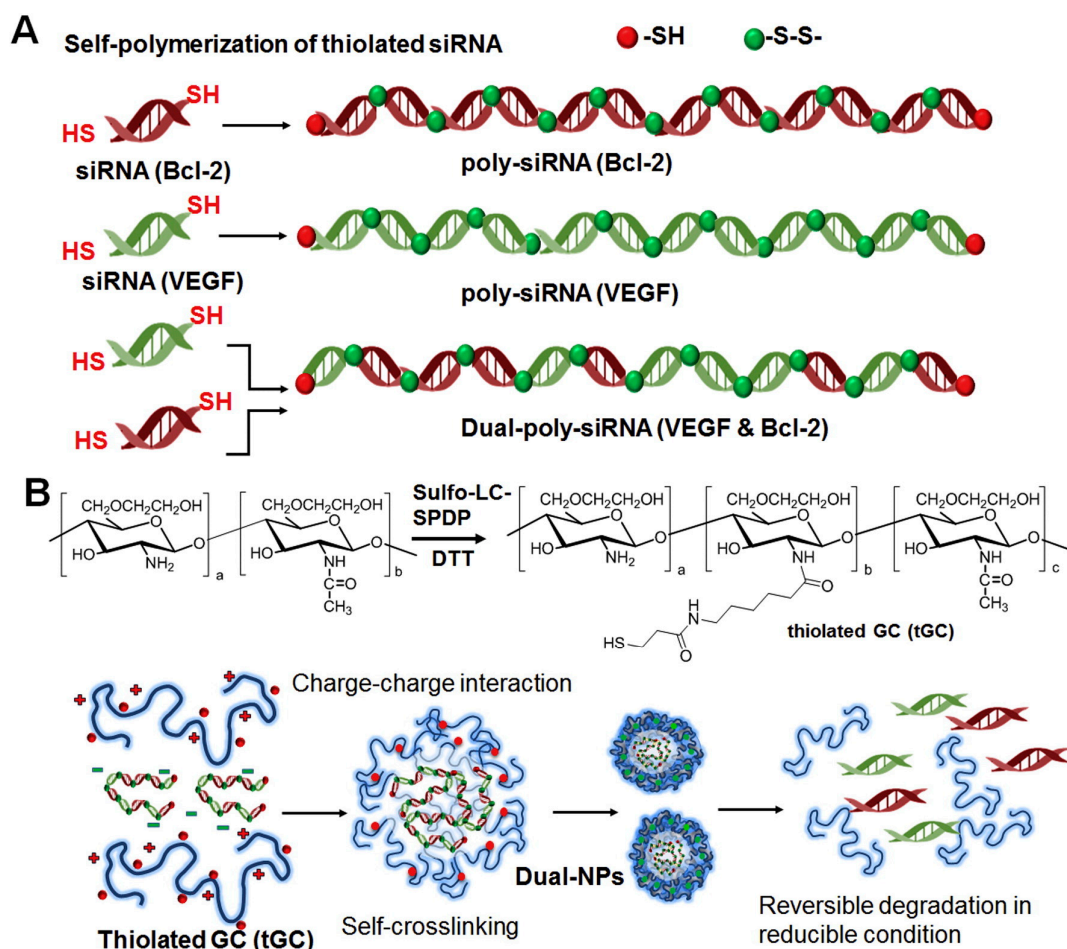 A
Self-polymerization of thiolated siRNA
-SH
-S-S-
SH
HS
siRNA (Bcl-2)
poly-siRNA (Bcl-2)
SH
HS
siRNA (VEGF)
poly-siRNA (VEGF)
SH
HS
SH
HS
Dual-poly-siRNA (VEGF & Bcl-2)
B
CH2OCH2CH2OH
CH2OCH2CH2OH
O
O
HO
HO
NH2
NH
O
O
a
b
C=O
CH3
Sulfo-LC-
SPDP
DTT
CH2OCH2CH2OH
CH2OCH2CH2OH
CH2OCH2CH2OH
O
O
O
HO
HO
HO
NH2
NH
NH
O
O
O
a
b
c
O
C=O
CH3
H
N
HS
O
thiolated GC (tGC)
Charge-charge interaction
Dual-NPs
Self-crosslinking
Thiolated GC (tGC)
Reversible degradation in
reducible condition